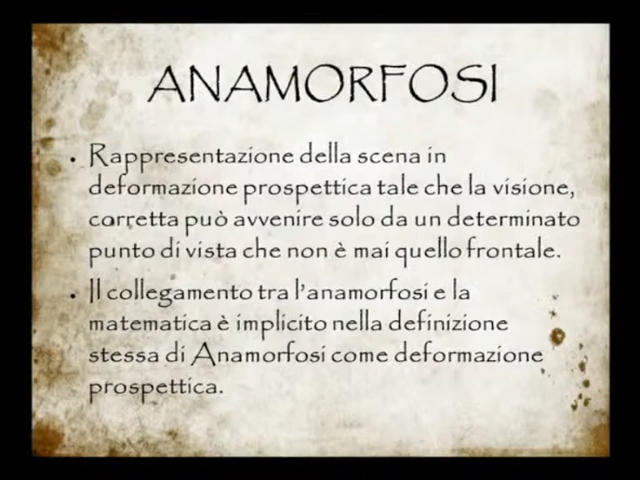 ANAMORFOSI
• Rappresentazione della scena in
deformazione prospettica tale che la visione,
corretta può avvenire solo da un determinato
punto di vista che non è mai quello frontale.
• Il collegamento tra l'anamorfosi e la
matematica è implicito nella definizione
stessa di Anamorfosi come deformazione
prospettica.